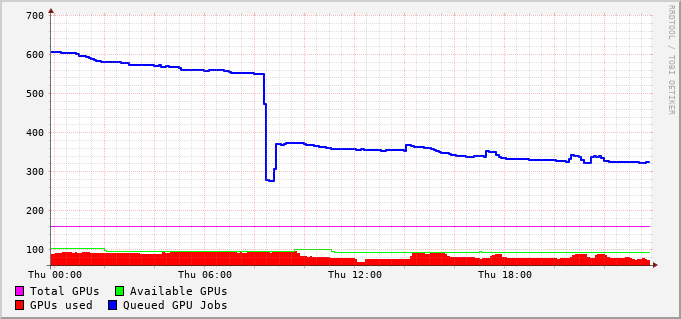 700
600
500
400
300
200
100
Thu 00:00 Thu 06:00 Thu 12:00 Thu 18:00
Total GPUs Available GPUs
GPUs used Queued GPU Jobs
RRDTOOL / TOBI OETIKER